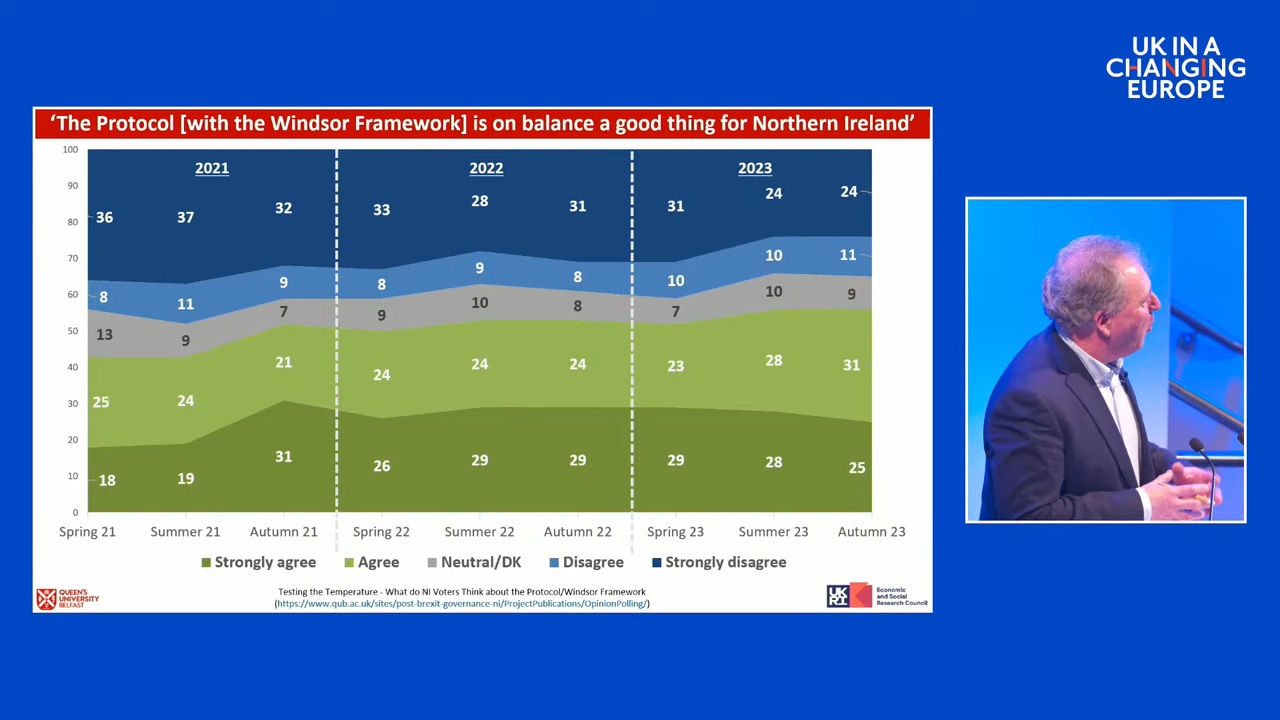 UK IN A
CHANGING
EUROPE
‘The Protocol [with the Windsor Framework] is on balance a good thing for Northern Ireland’
100
90
80
70
60
50
40
30
20
10
0
2021
2022
2023
36
37
32
33
28
31
31
24
24
8
11
9
8
9
8
10
10
11
13
9
7
9
10
8
7
10
9
25
24
21
24
24
24
23
28
31
18
19
31
26
29
29
29
28
25
Spring 21
Summer 21
Autumn 21
Spring 22
Summer 22
Autumn 22
Spring 23
Summer 23
Autumn 23
Strongly agree
Agree
Neutral/DK
Disagree
Strongly disagree
QUEEN'S
UNIVERSITY
BELFAST
Testing the Temperature - What do NI Voters Think about the Protocol/Windsor Framework
(https://www.qub.ac.uk/sites/post-brexit-governance-ni/ProjectPublications/OpinionPolling/)
UK
RI
Economic
and Social
Research Council